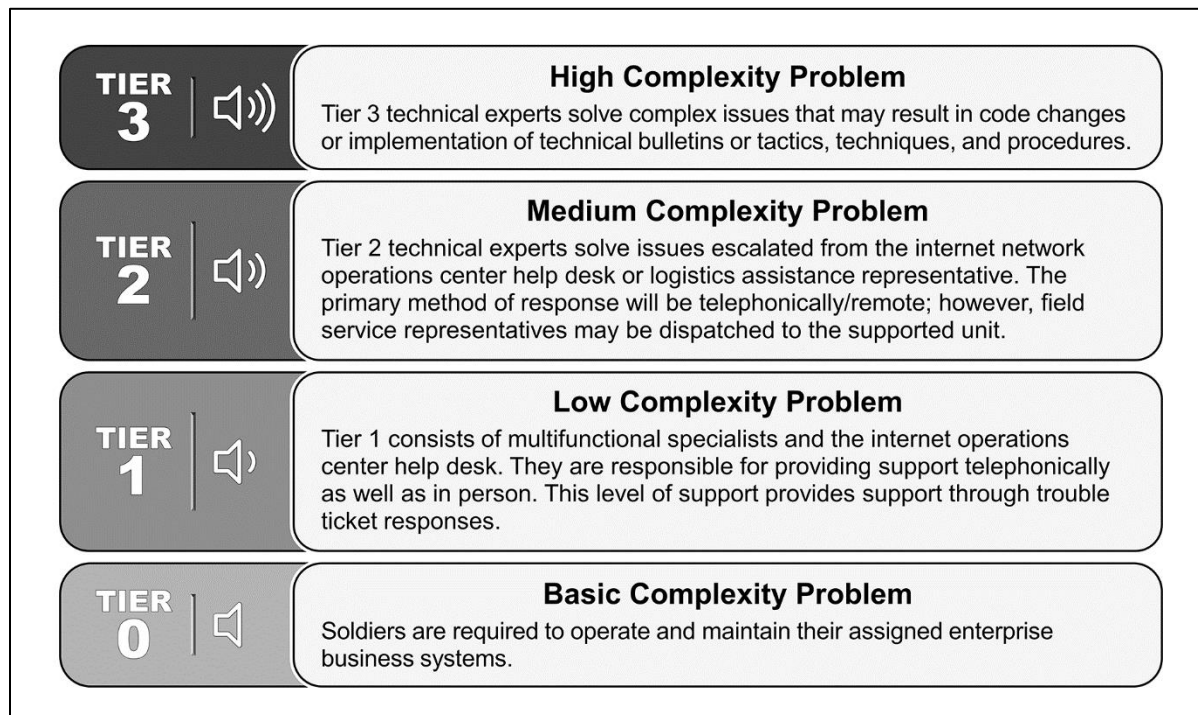 TIER
3
High Complexity Problem
Tier 3 technical experts solve complex issues that may result in code changes
or implementation of technical bulletins or tactics, techniques, and procedures.
TIER
2
Medium Complexity Problem
Tier 2 technical experts solve issues escalated from the internet network
operations center help desk or logistics assistance representative. The
primary method of response will be telephonically/remote; however, field
service representatives may be dispatched to the supported unit.
TIER
1
Low Complexity Problem
Tier 1 consists of multifunctional specialists and the internet operations
center help desk. They are responsible for providing support telephonically
as well as in person. This level of support provides support through trouble
ticket responses.
TIER
0
Basic Complexity Problem
Soldiers are required to operate and maintain their assigned enterprise
business systems.